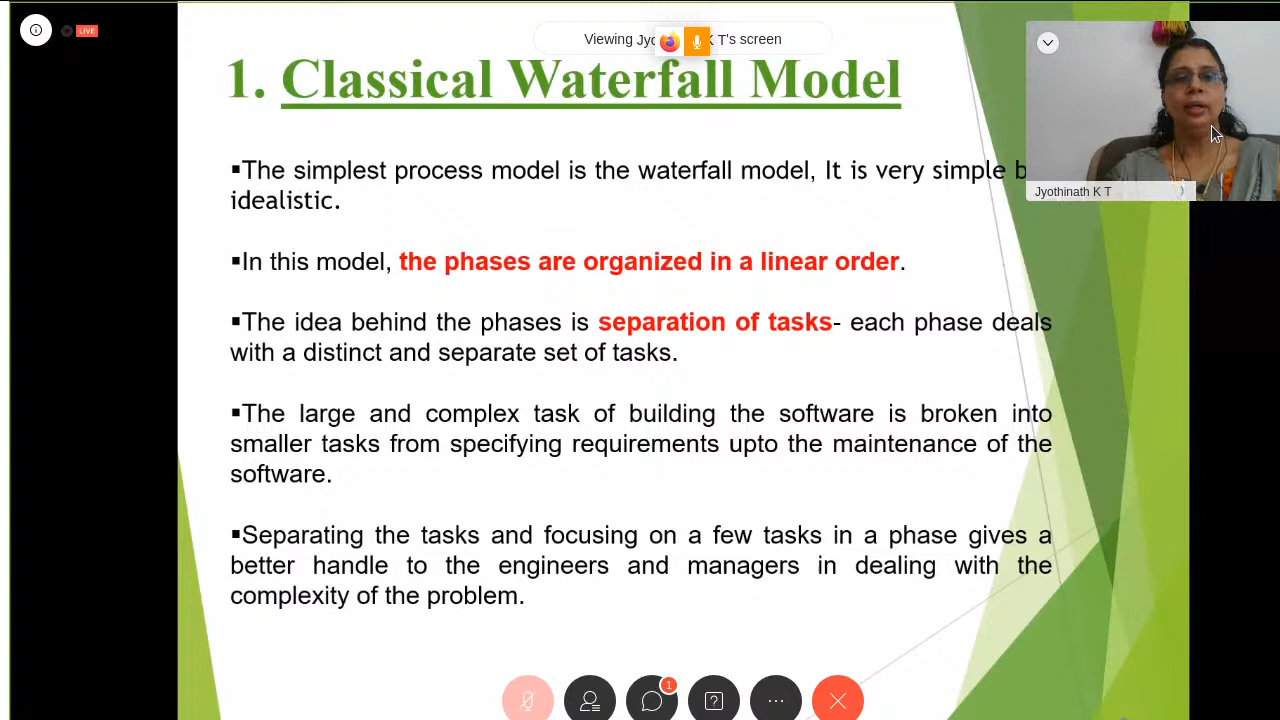 LIVE
Viewing Jyo K T's screen
1. Classical Waterfall Model
▪The simplest process model is the waterfall model, It is very simple b
idealistic.
▪In this model, the phases are organized in a linear order.
▪The idea behind the phases is separation of tasks- each phase deals
with a distinct and separate set of tasks.
▪The large and complex task of building the software is broken into
smaller tasks from specifying requirements upto the maintenance of the
software.
▪Separating the tasks and focusing on a few tasks in a phase gives a
better handle to the engineers and managers in dealing with the
complexity of the problem.
Jyothinath K T
1